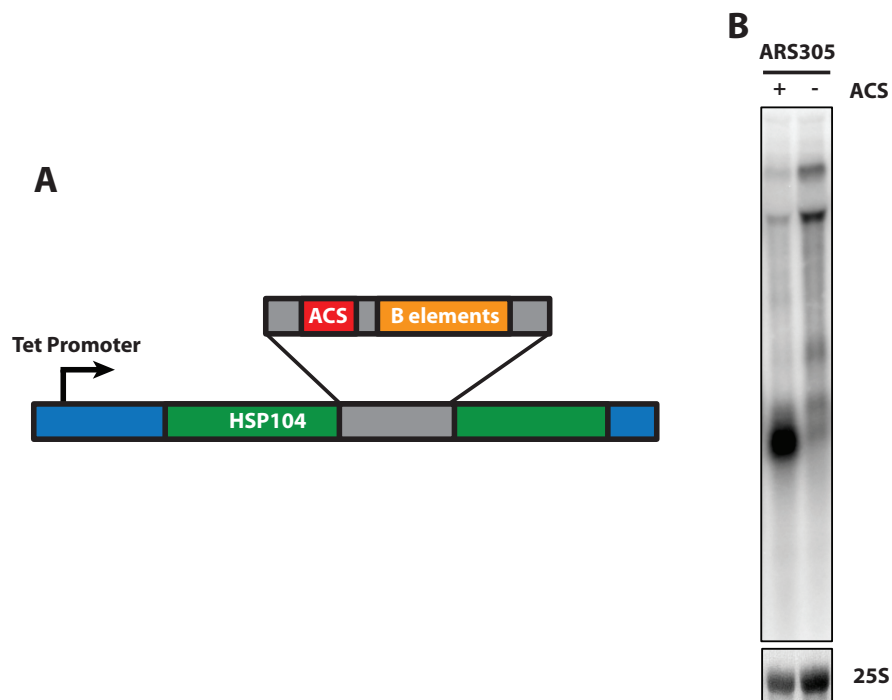 A
ACS
B elements
Tet Promoter
HSP104
B
ARS305
+ - ACS
25S